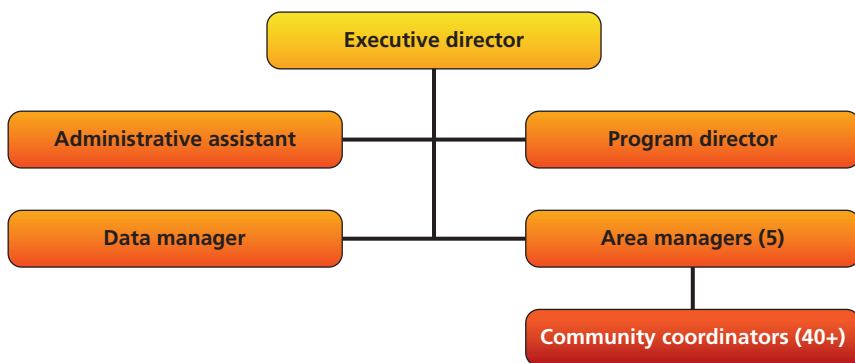 Executive director
Administrative assistant
Program director
Data manager
Area managers (5)
Community coordinators (40+)